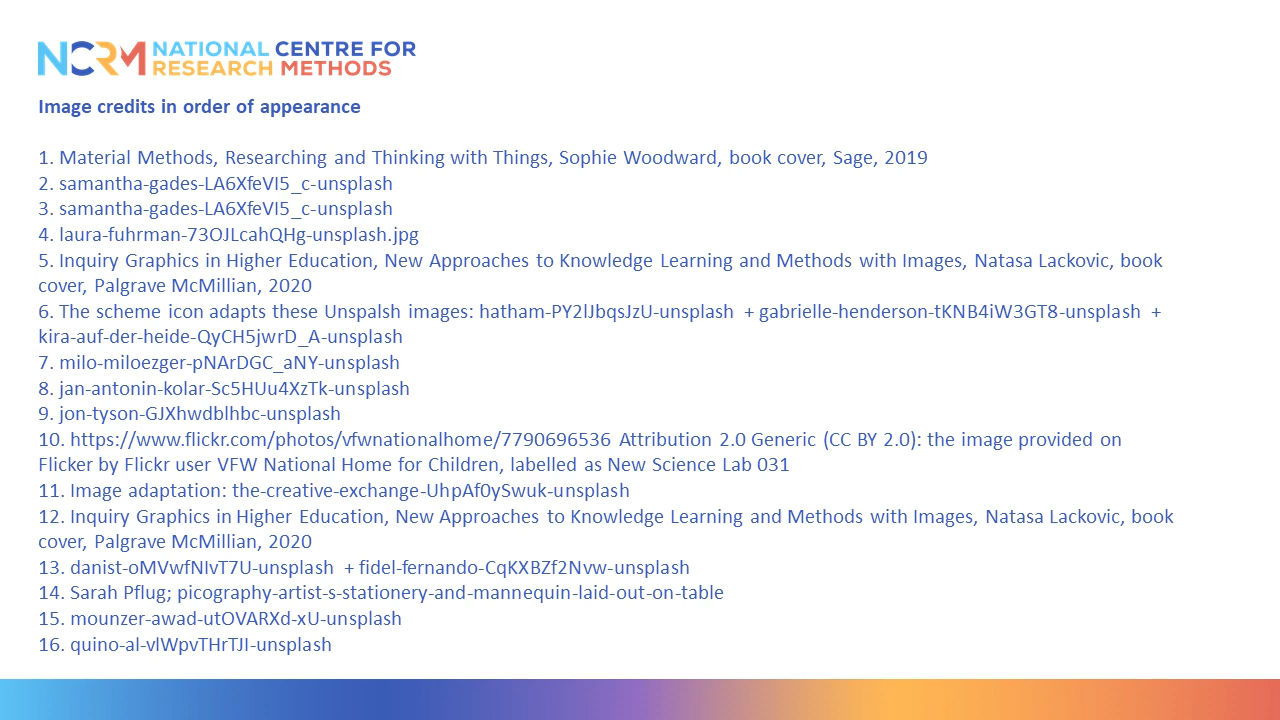 NCRM NATIONAL CENTRE FOR
RESEARCH METHODS
Image credits in order of appearance
1. Material Methods, Researching and Thinking with Things, Sophie Woodward, book cover, Sage, 2019
2. samantha-gades-LA6XfeVI5_c-unsplash
3. samantha-gades-LA6XfeVI5_c-unsplash
4. laura-fuhrman-73OJLcahQHg-unsplash.jpg
5. Inquiry Graphics in Higher Education, New Approaches to Knowledge Learning and Methods with Images, Natasa Lackovic, book
cover, Palgrave McMillian, 2020
6. The scheme icon adapts these Unspalsh images: hatham-PY2lJbqsJzU-unsplash + gabrielle-henderson-tKNB4iW3GT8-unsplash +
kira-auf-der-heide-QyCH5jwrD_A-unsplash
7. milo-miloezger-pNArDGC_aNY-unsplash
8. jan-antonin-kolar-Sc5HUu4XzTk-unsplash
9. jon-tyson-GJXhwdblhbc-unsplash
10. https://www.flickr.com/photos/vfwnationalhome/7790696536 Attribution 2.0 Generic (CC BY 2.0): the image provided on
Flicker by Flickr user VFW National Home for Children, labelled as New Science Lab 031
11. Image adaptation: the-creative-exchange-UhpAf0ySwuk-unsplash
12. Inquiry Graphics in Higher Education, New Approaches to Knowledge Learning and Methods with Images, Natasa Lackovic, book
cover, Palgrave McMillian, 2020
13. danist-oMVwfNIvT7U-unsplash + fidel-fernando-CqKXBZf2Nvw-unsplash
14. Sarah Pflug; picography-artist-s-stationery-and-mannequin-laid-out-on-table
15. mounzer-awad-utOVARXd-xU-unsplash
16. quino-al-vlWpvTHrTJI-unsplash